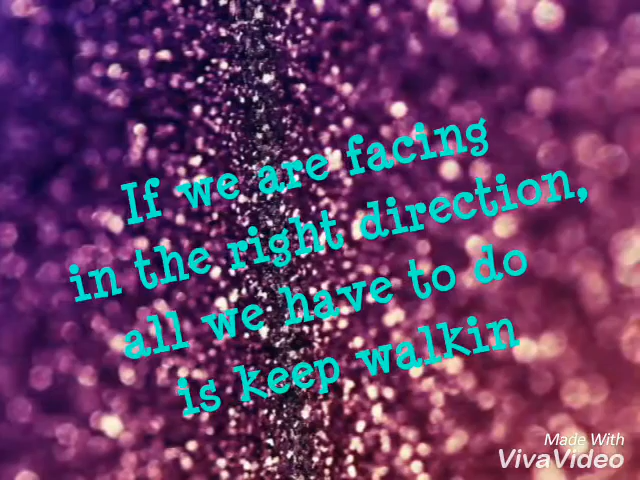 If we are facing
in the right direction,
all we have to do
is keep walkin
Made With
VivaVideo